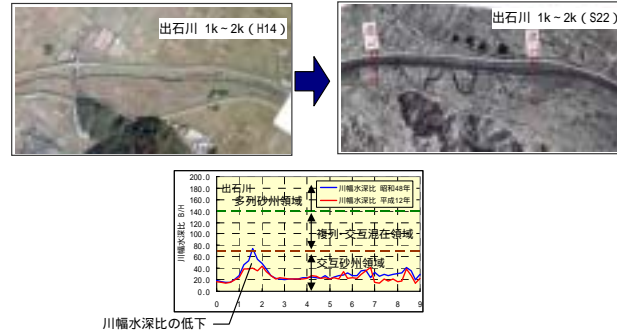 出石川 1k～2k (H14)
出石川 1k～2k (S22)
出石川
川幅水深比 昭和48年
川幅水深比 平成12年
多列砂州領域
複列・交互混在領域
交互砂州領域
川幅水深比 B/H
200.0
180.0
160.0
140.0
120.0
100.0
80.0
60.0
40.0
20.0
0.0
0 1 2 3 4 5 6 7 8 9
川幅水深比の低下